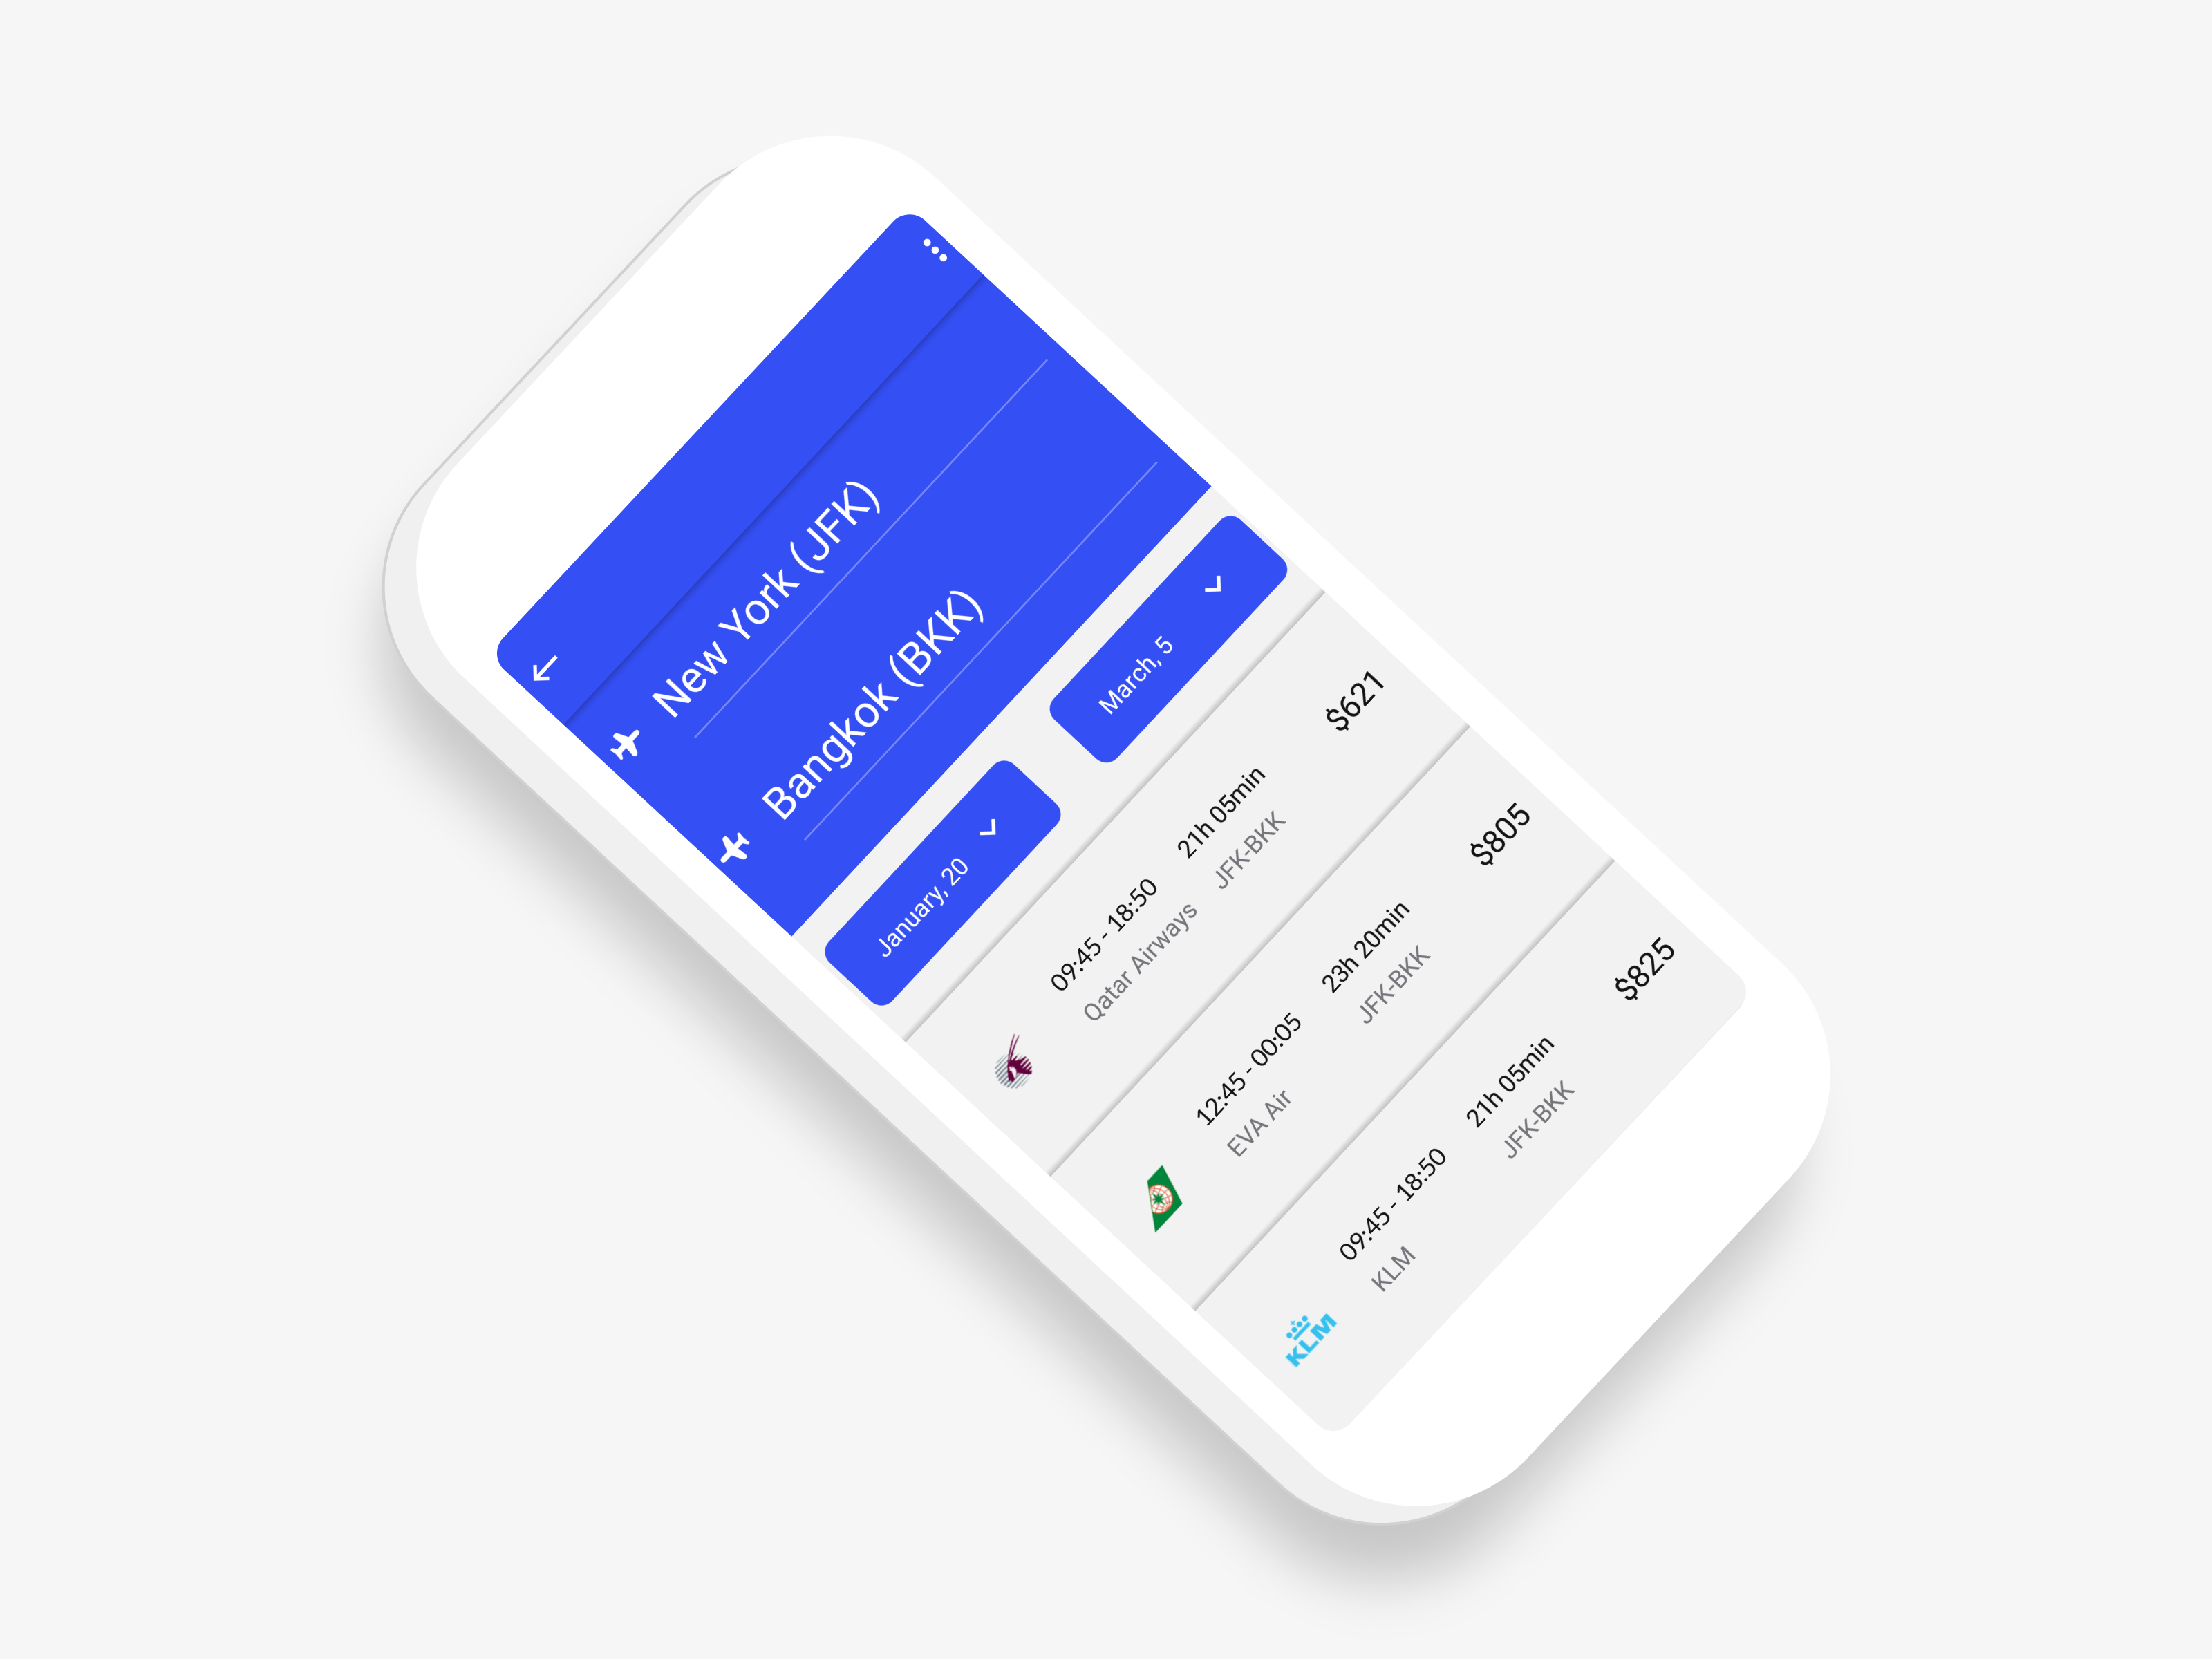 New York (JFK)
Bangkok (BKK)
January, 20
March, 5
09:45 - 18:50 21h 05min $621
Qatar Airways JFK-BKK
12:45 - 00:05 23h 20min $805
EVA Air JFK-BKK
09:45 - 18:50 21h 05min $825
KLM KLM JFK-BKK